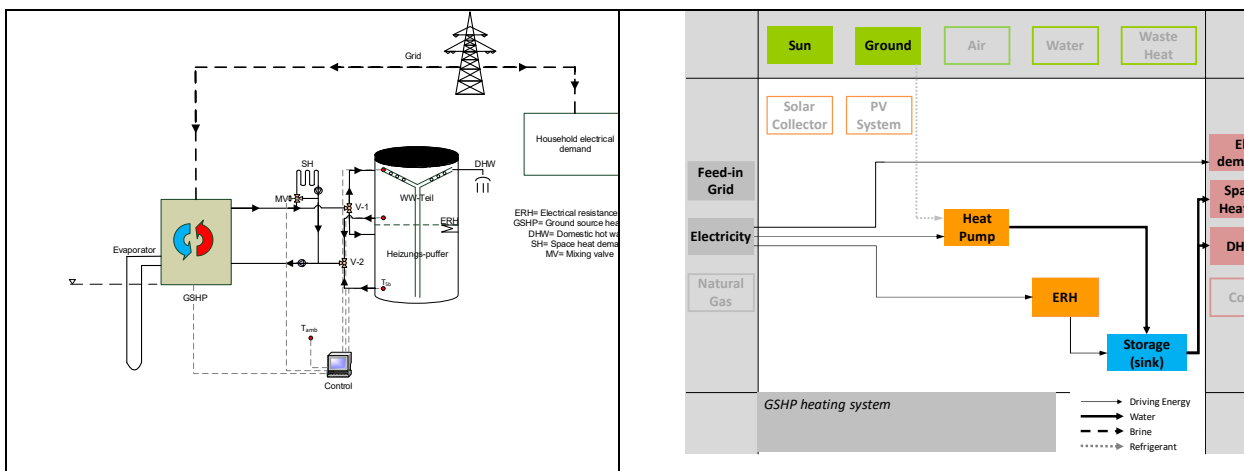 Grid
Household electrical
demand
SH
DHW
MV
V-1
WW-Teil
ERH
ERH= Electrical resistance
GSHP= Ground source hea
DHW= Domestic hot wa
SH= Space heat dema
MV= Mixing valve
Evaporator
Heizungs-puffer
V-2
TSb
GSHP
Tamb
Control
Sun
Ground
Air
Water
Waste
Heat
Solar
Collector
PV
System
Feed-in
Grid
El
dem
Spa
Heat
Heat
Pump
Electricity
DH
Natural
Gas
ERH
Co
Storage
(sink)
GSHP heating system
Driving Energy
Water
Brine
Refrigerant